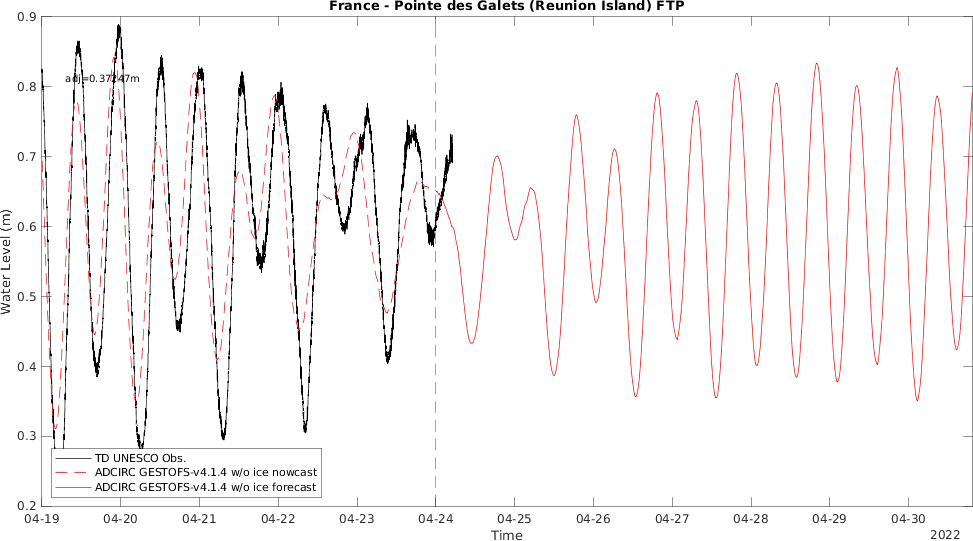 France - Pointe des Galets (Reunion Island) FTP
0.9
0.8
0.7
0.6
0.5
0.4
0.3
0.2
Water Level (m)
adj=0.37247m
TD UNESCO Obs.
ADCIRC GESTOFS-v4.1.4 w/o ice nowcast
ADCIRC GESTOFS-v4.1.4 w/o ice forecast
04-19 04-20 04-21 04-22 04-23 04-24 04-25 04-26 04-27 04-28 04-29 04-30
Time
2022